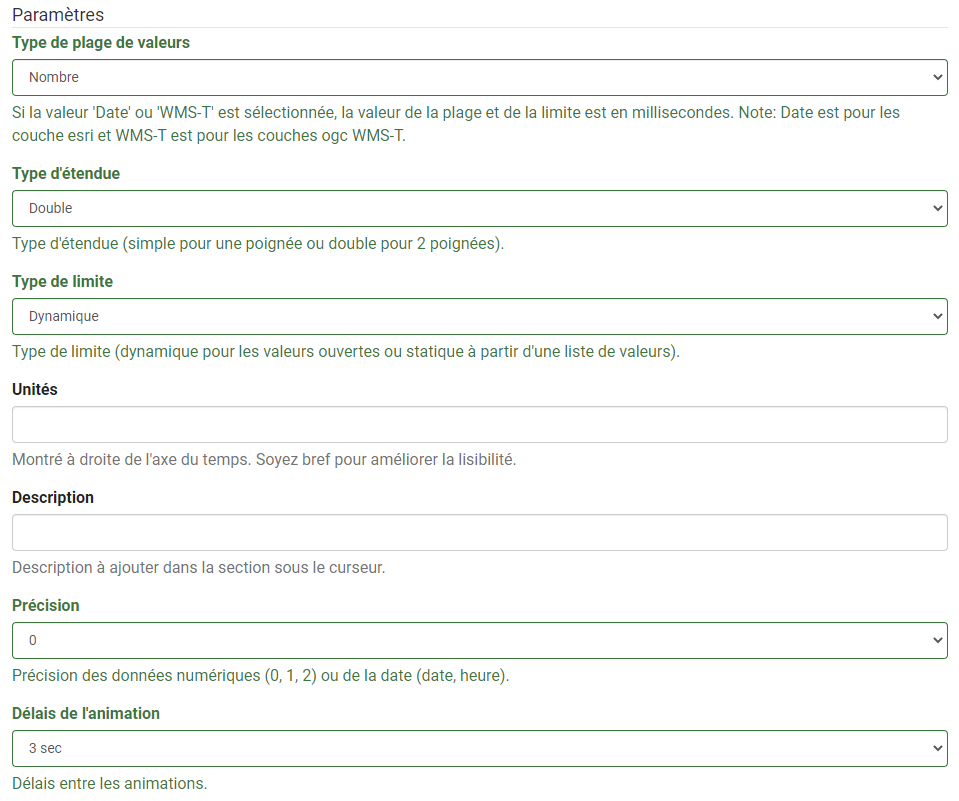 Paramètres
Type de plage de valeurs
Nombre
Si la valeur 'Date' ou 'WMS-T' est sélectionnée, la valeur de la plage et de la limite est en millisecondes. Note: Date est pour les
couche esri et WMS-T est pour les couches ogc WMS-T.
Type d'étendue
Double
Type d'étendue (simple pour une poignée ou double pour 2 poignées).
Type de limite
Dynamique
Type de limite (dynamique pour les valeurs ouvertes ou statique à partir d'une liste de valeurs).
Unités
Montré à droite de l'axe du temps. Soyez bref pour améliorer la lisibilité.
Description
Description à ajouter dans la section sous le curseur.
Précision
0
Précision des données numériques (0, 1, 2) ou de la date (date, heure).
Délais de l'animation
3 sec
Délais entre les animations.